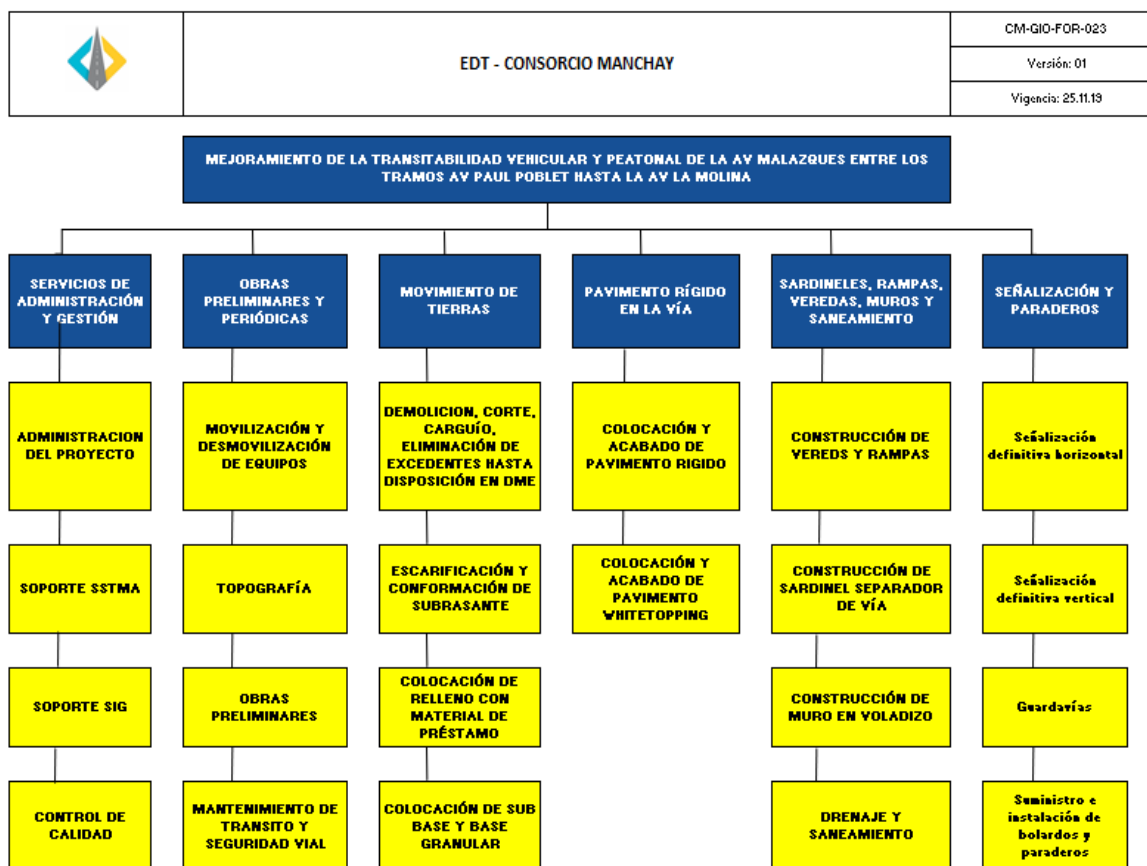 EDT - CONSORCIO MANCHAY
CM-GIO-FOR-023
Versión: 01
Vigencia: 25.11.19
MEJORAMIENTO DE LA TRANSITABILIDAD VEHICULAR Y PEATONAL DE LA AV MALAZQUES ENTRE LOS
TRAMOS AV PAUL POBLET HASTA LA AV LA MOLINA
SERVICIOS DE
ADMINISTRACIÓN
Y GESTIÓN
OBRAS
PRELIMINARES Y
PERIÓDICAS
MOVIMIENTO DE
TIERRAS
PAVIMENTO RÍGIDO
EN LA VÍA
SARDINELES, RAMPAS,
VEREDAS, MUROS Y
SANEAMIENTO
SEÑALIZACIÓN Y
PARADEROS
ADMINISTRACION
DEL PROYECTO
MOVILIZACIÓN Y
DESMOVILIZACIÓN
DE EQUIPOS
DEMOLICION, CORTE,
CARGUÍO,
ELIMINACIÓN DE
EXCEDENTES HASTA
DISPOSICIÓN EN DME
COLOCACIÓN Y
ACABADO DE
PAVIMENTO RIGIDO
CONSTRUCCIÓN DE
VEREDS Y RAMPAS
Señalización
definitiva horizontal
SOPORTE SSTMA
TOPOGRAFÍA
ESCARIFICACIÓN Y
CONFORMACIÓN DE
SUBRASANTE
COLOCACIÓN Y
ACABADO DE
PAVIMENTO
WHITETOPPING
CONSTRUCCIÓN DE
SARDINEL SEPARADOR
DE VÍA
Señalización
definitiva vertical
SOPORTE SIG
OBRAS
PRELIMINARES
COLOCACIÓN DE
RELLENO CON
MATERIAL DE
PRÉSTAMO
CONSTRUCCIÓN DE
MURO EN VOLADIZO
Guardavías
CONTROL DE
CALIDAD
MANTENIMIENTO DE
TRANSITO Y
SEGURIDAD VIAL
COLOCACIÓN DE SUB
BASE Y BASE
GRANULAR
DRENAJE Y
SANEAMIENTO
Suministro e
instalación de
bolardos y
paraderos